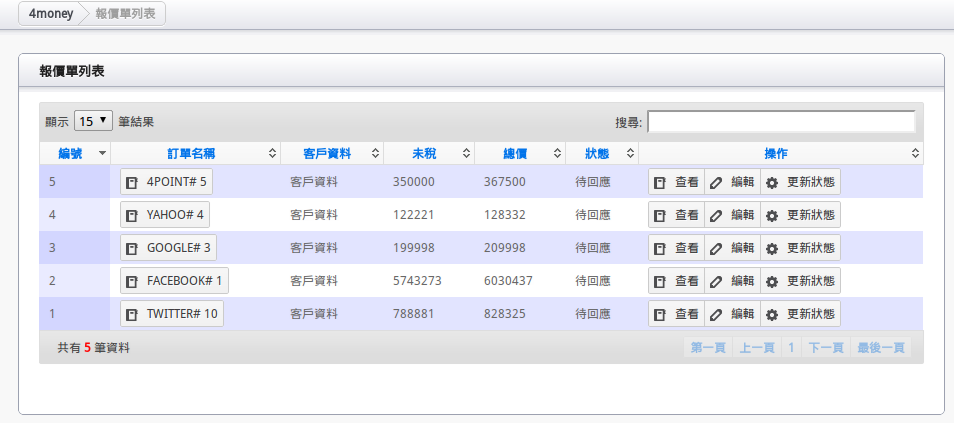 4money 報價單列表
報價單列表
顯示 15 筆結果 搜尋:
編號 訂單名稱 客戶資料 未稅 總價 狀態 操作
5 4POINT# 5 客戶資料 350000 367500 待回應 查看 編輯 更新狀態
4 YAHOO# 4 客戶資料 122221 128332 待回應 查看 編輯 更新狀態
3 GOOGLE# 3 客戶資料 199998 209998 待回應 查看 編輯 更新狀態
2 FACEBOOK# 1 客戶資料 5743273 6030437 待回應 查看 編輯 更新狀態
1 TWITTER# 10 客戶資料 788881 828325 待回應 查看 編輯 更新狀態
共有 5 筆資料 第一頁 上一頁 1 下一頁 最後一頁